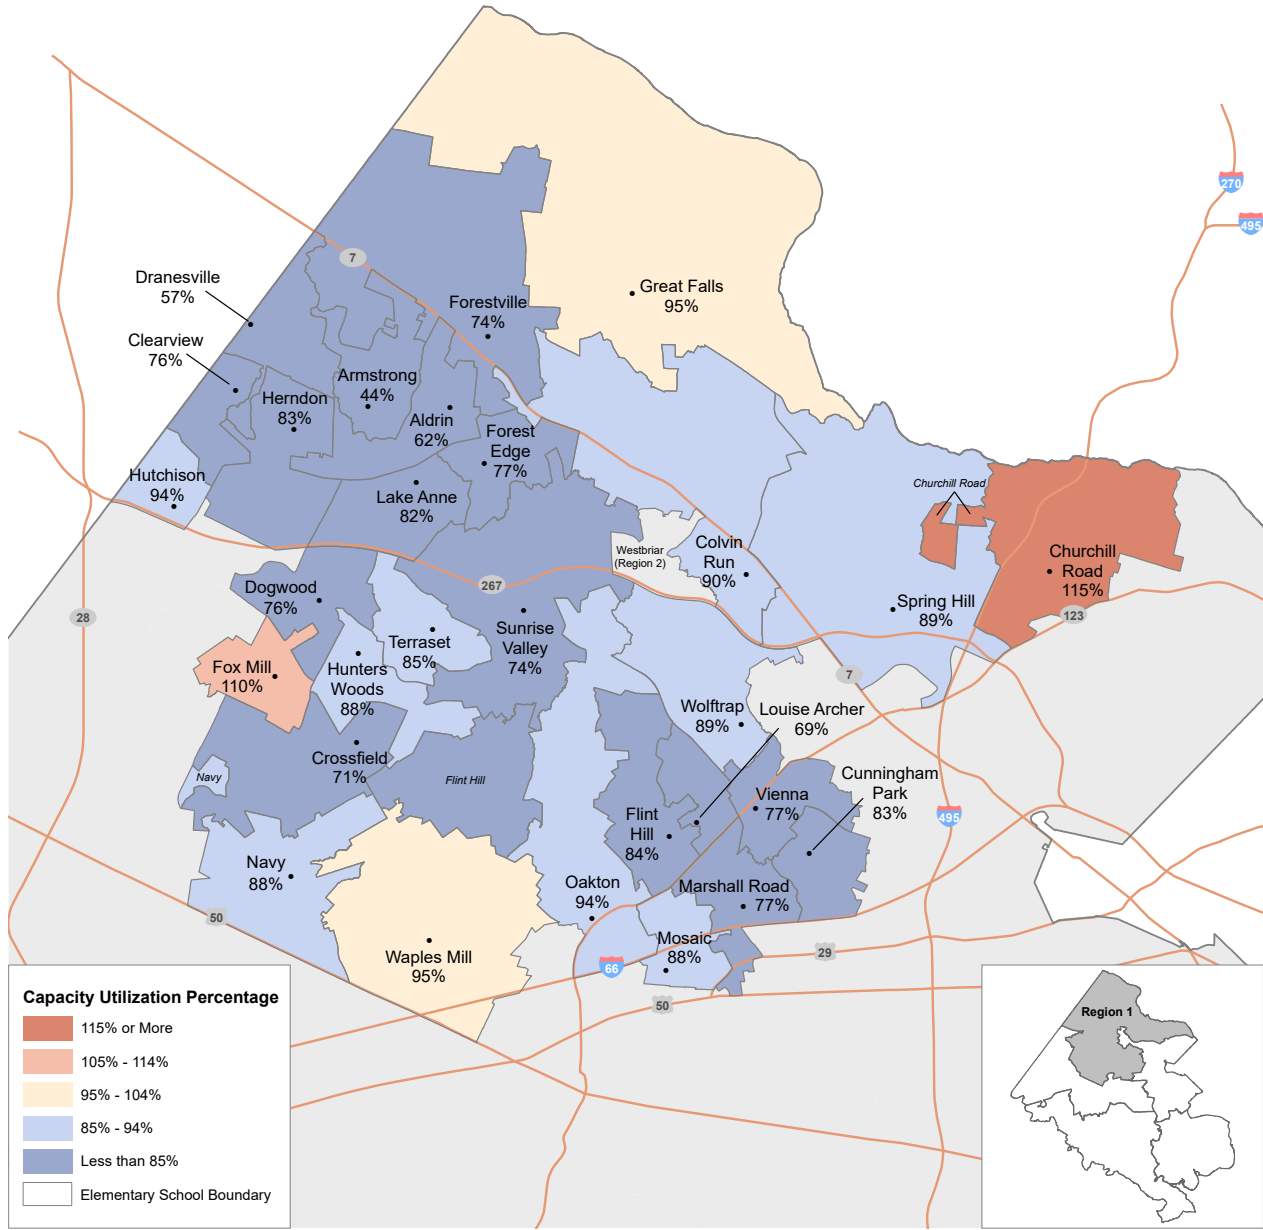 270
495
7
Dranesville
57%
Great Falls
95%
Forestville
74%
Clearview
76%
Armstrong
44%
Herndon
83%
Aldrin
62%
Forest
Edge
77%
Hutchison
94%
Lake Anne
82%
Churchill Road
Westbriar
(Region 2)
Colvin
Run
90%
Churchill
Road
115%
Dogwood
76%
267
28
Spring Hill
89%
123
Terraset
85%
Sunrise
Valley
74%
Fox Mill
110%
Hunters
Woods
88%
7
Wolftrap
89%
Louise Archer
69%
Crossfield
71%
Navy
Flint Hill
Cunningham
Park
83%
Vienna
77%
Flint
Hill
84%
495
Navy
88%
Oakton
94%
Marshall Road
77%
50
Mosaic
88%
Waples Mill
95%
66
29
50
Capacity Utilization Percentage
115% or More
105% - 114%
95% - 104%
85% - 94%
Less than 85%
Elementary School Boundary
Region 1